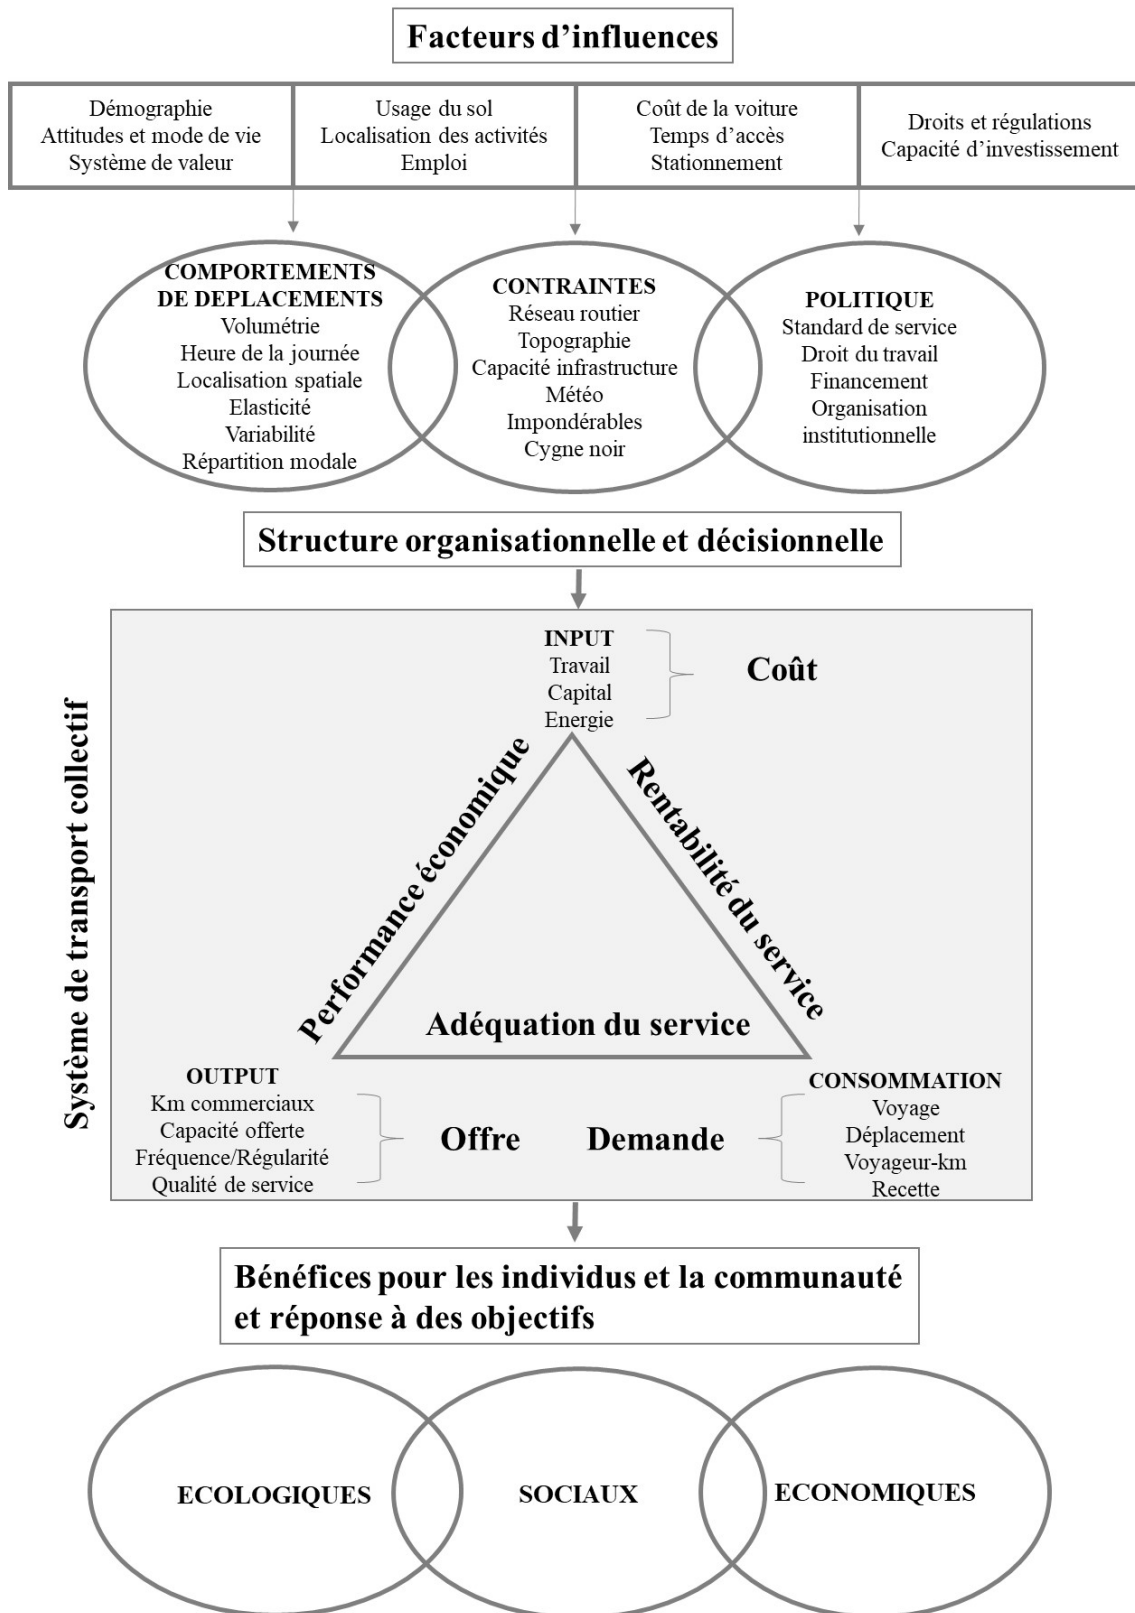 Facteurs d’influences
Démographie
Attitudes et mode de vie
Système de valeur
Usage du sol
Localisation des activités
Emploi
Coût de la voiture
Temps d’accès
Stationnement
Droits et régulations
Capacité d’investissement
COMPORTEMENTS
DE DEPLACEMENTS
Volumétrie
Heure de la journée
Localisation spatiale
Elasticité
Variabilité
Répartition modale
CONTRAINTES
Réseau routier
Topographie
Capacité infrastructure
Météo
Impondérables
Cygne noir
POLITIQUE
Standard de service
Droit du travail
Financement
Organisation
institutionnelle
Structure organisationnelle et décisionnelle
Système de transport collectif
INPUT
Travail
Capital
Energie
Coût
Performance économique
Rentabilité du service
Adéquation du service
OUTPUT
Km commerciaux
Capacité offerte
Fréquence/Régularité
Qualité de service
Offre
Demande
CONSOMMATION
Voyage
Déplacement
Voyageur-km
Recette
Bénéfices pour les individus et la communauté
et réponse à des objectifs
ECOLOGIQUES
SOCIAUX
ECONOMIQUES